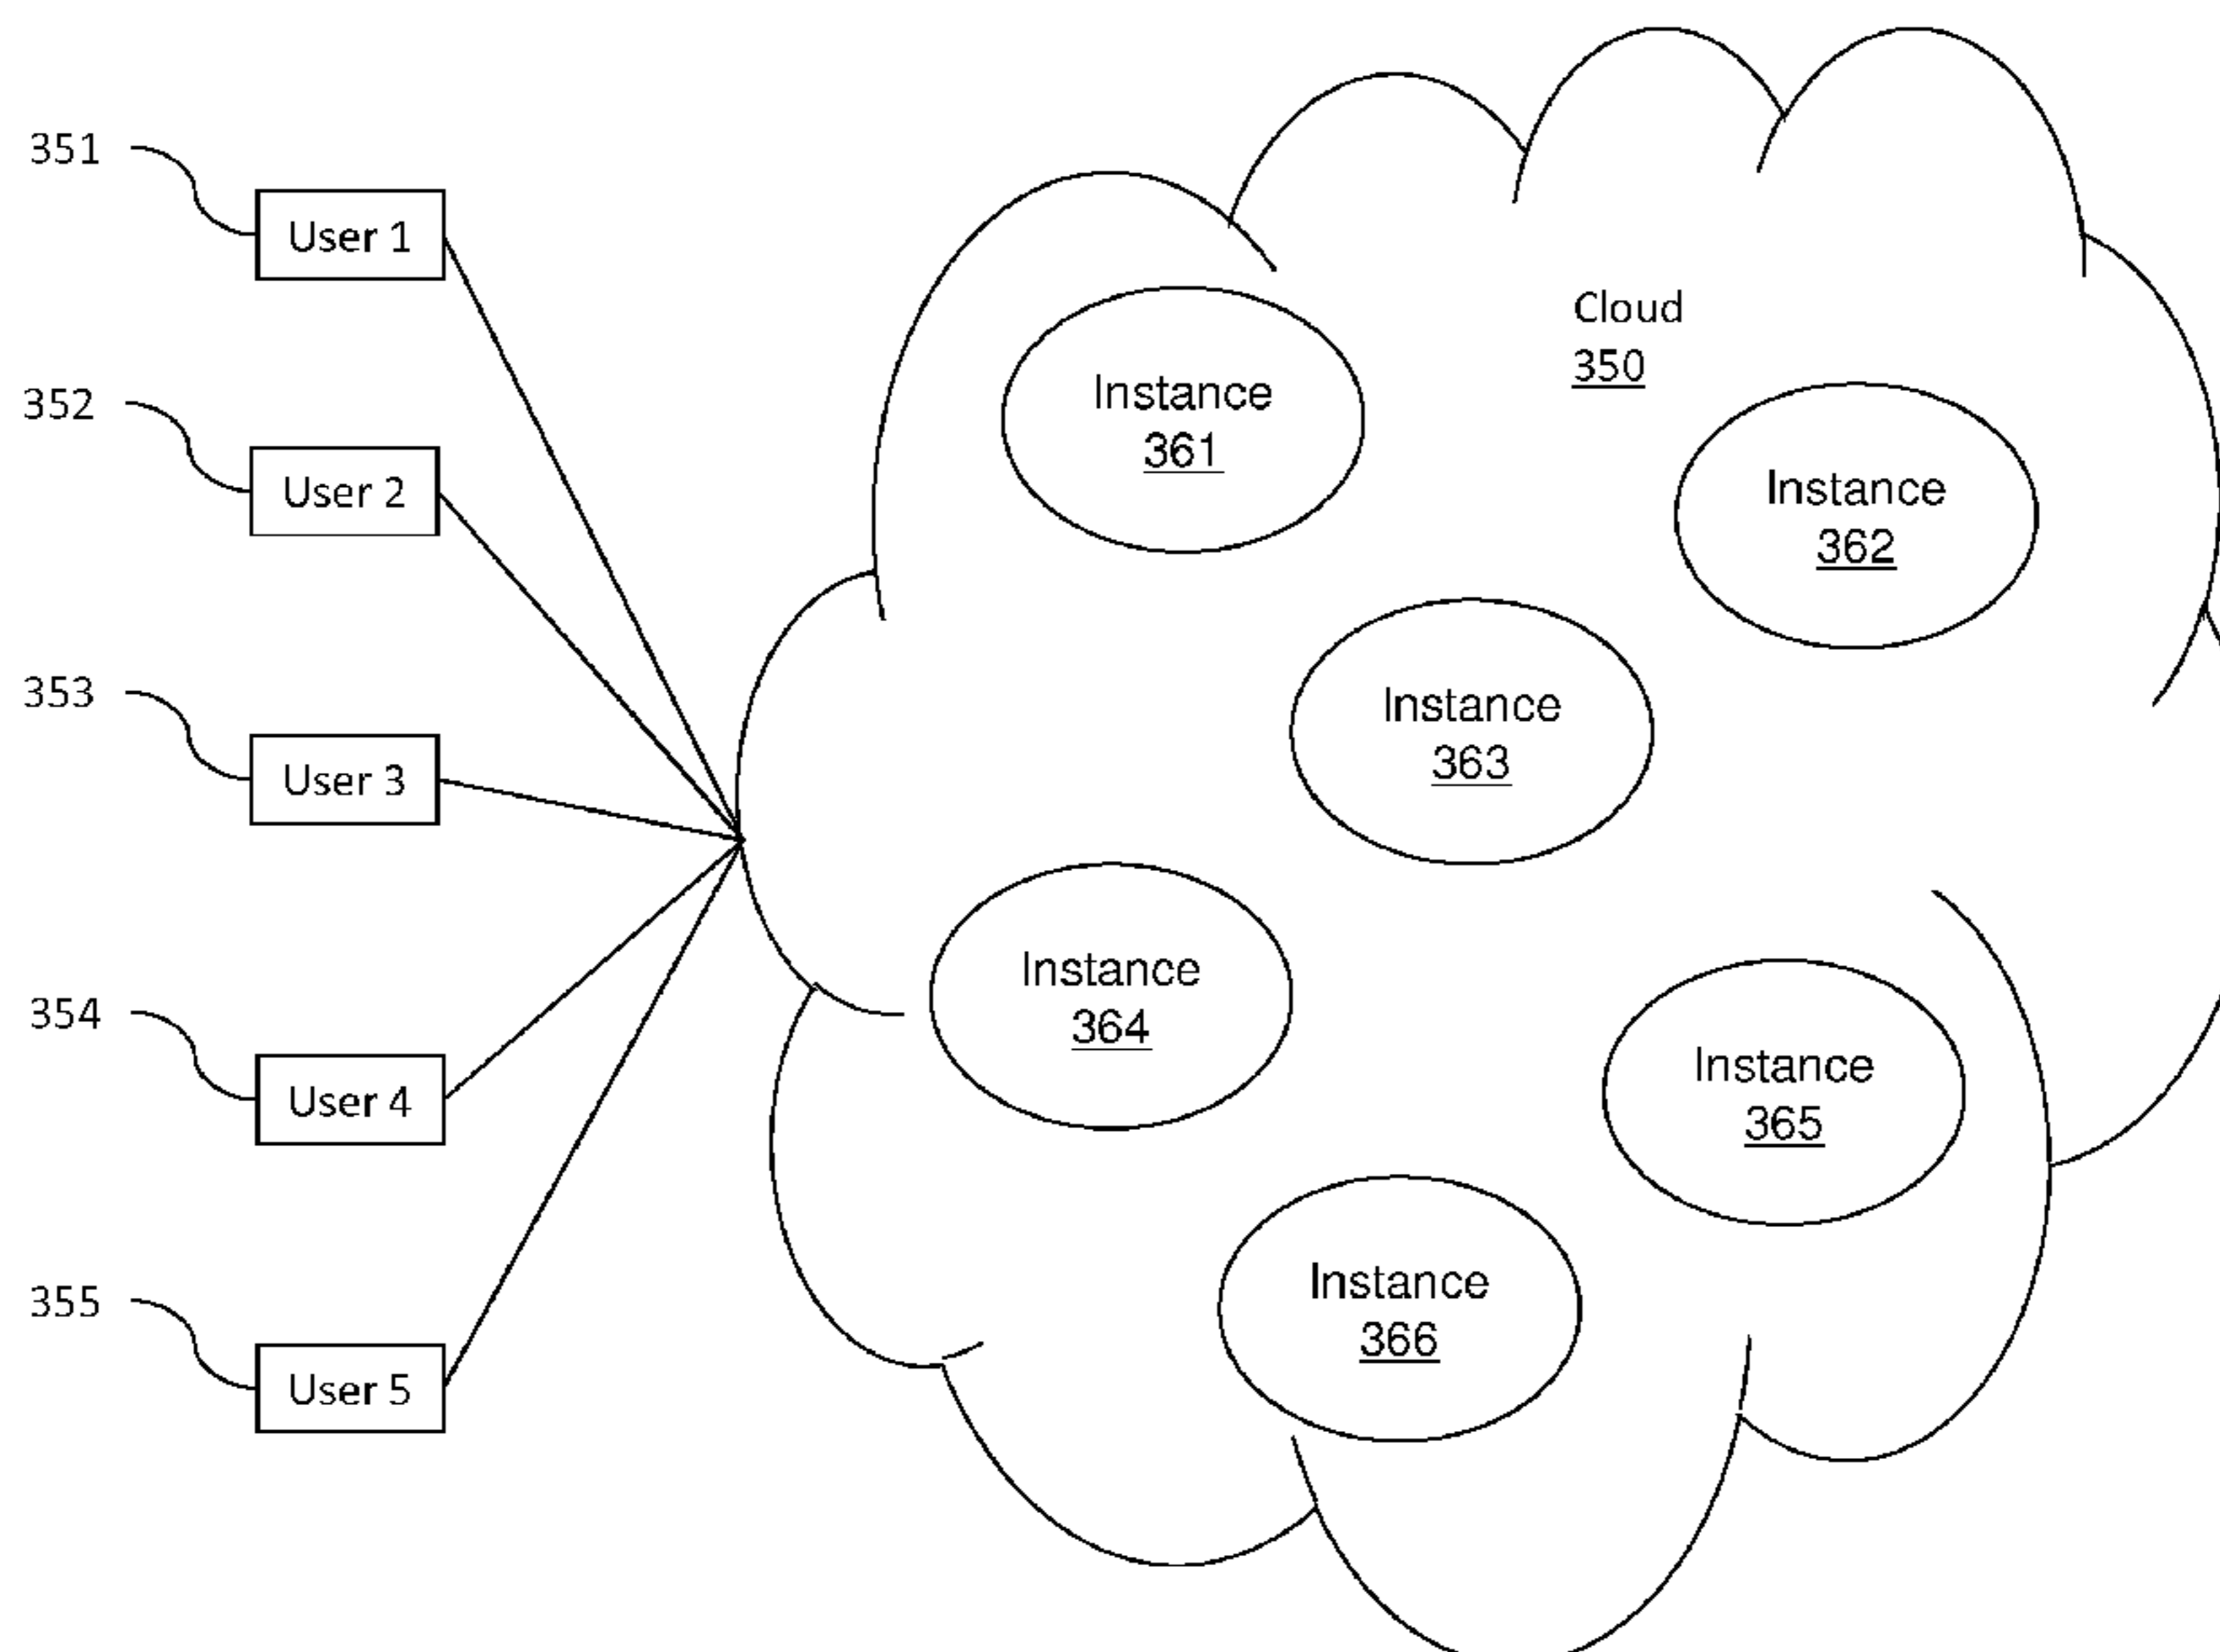 351
User 1
352
User 2
353
User 3
354
User 4
355
User 5
Cloud
350
Instance
361
Instance
362
Instance
363
Instance
364
Instance
365
Instance
366